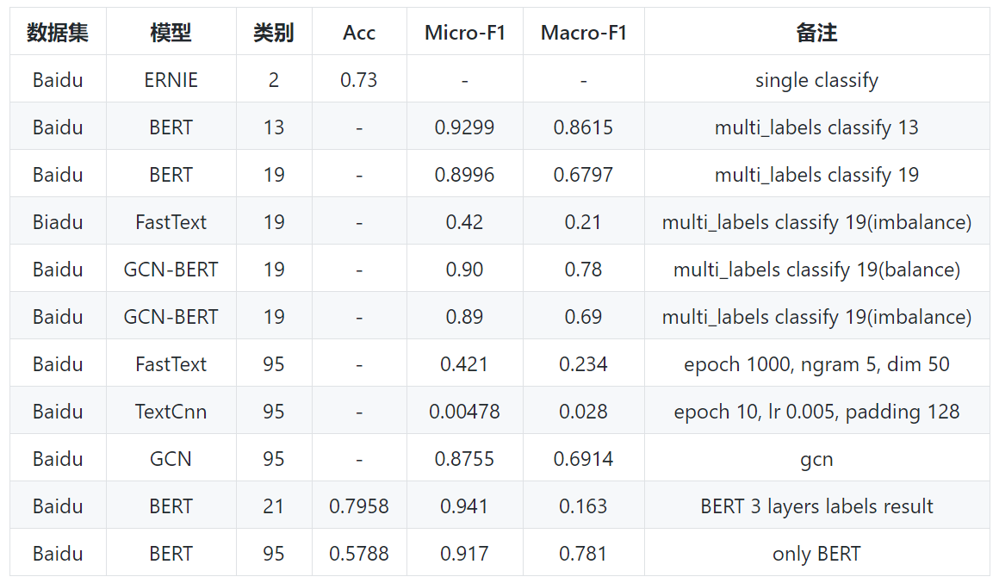 数据集 模型 类别 Acc Micro-F1 Macro-F1 备注
Baidu ERNIE 2 0.73 - - single classify
Baidu BERT 13 - 0.9299 0.8615 multi_labels classify 13
Baidu BERT 19 - 0.8996 0.6797 multi_labels classify 19
Biadu FastText 19 - 0.42 0.21 multi_labels classify 19(imbalance)
Baidu GCN-BERT 19 - 0.90 0.78 multi_labels classify 19(balance)
Baidu GCN-BERT 19 - 0.89 0.69 multi_labels classify 19(imbalance)
Baidu FastText 95 - 0.421 0.234 epoch 1000, ngram 5, dim 50
Baidu TextCnn 95 - 0.00478 0.028 epoch 10, lr 0.005, padding 128
Baidu GCN 95 - 0.8755 0.6914 gcn
Baidu BERT 21 0.7958 0.941 0.163 BERT 3 layers labels result
Baidu BERT 95 0.5788 0.917 0.781 only BERT